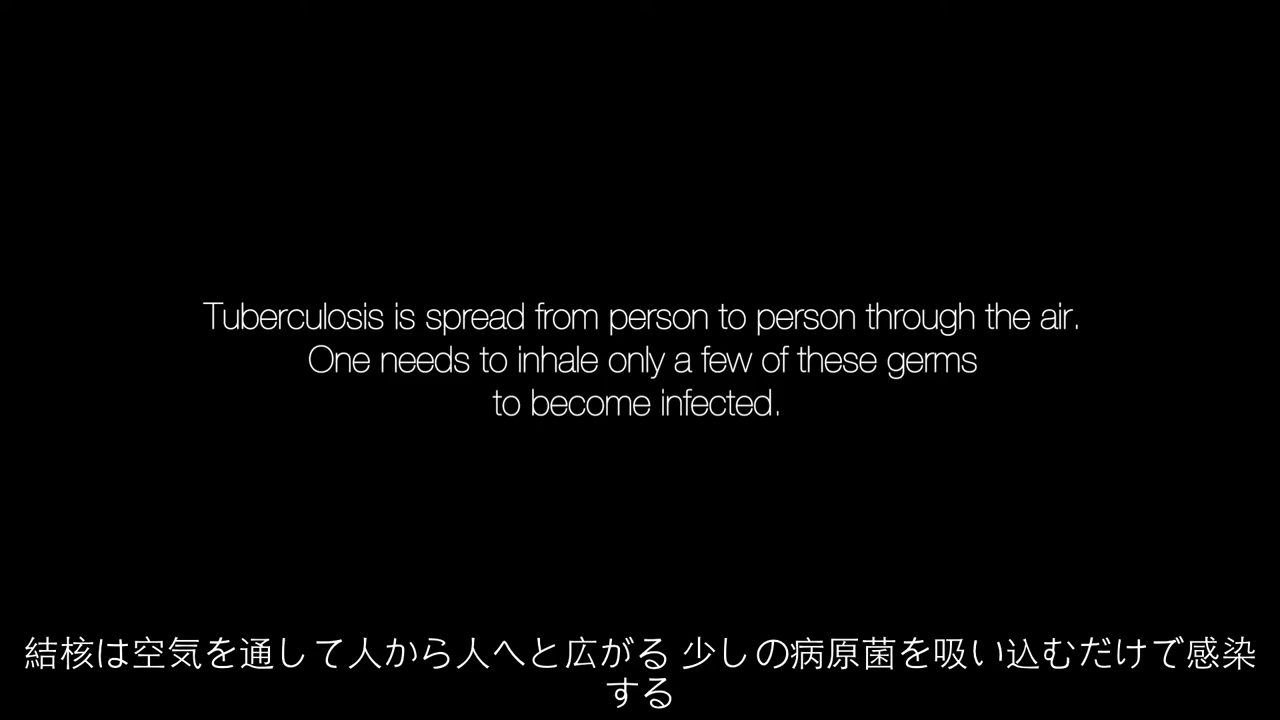 Tuberculosis is spread from person to person through the air.
One needs to inhale only a few of these germs
to become infected.
結核は空気を通して人から人へと広がる 少しの病原菌を吸い込むだけで感染
する